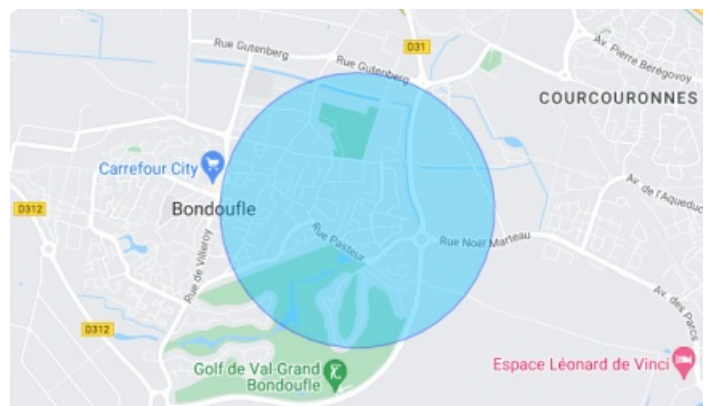 Rue Gutenberg
D31
Rue Gutenberg
Av. Pierre Bérégovoy
COURCOURONNES
Carrefour City
Av. de l'Aqueduc
D312
Bondoufle
Rue de Villeroy
Rue Pasteur
Rue Noël Marteau
Av. des Parcs
D312
Golf de Val-Grand
Bondoufle
Espace Léonard de Vinci